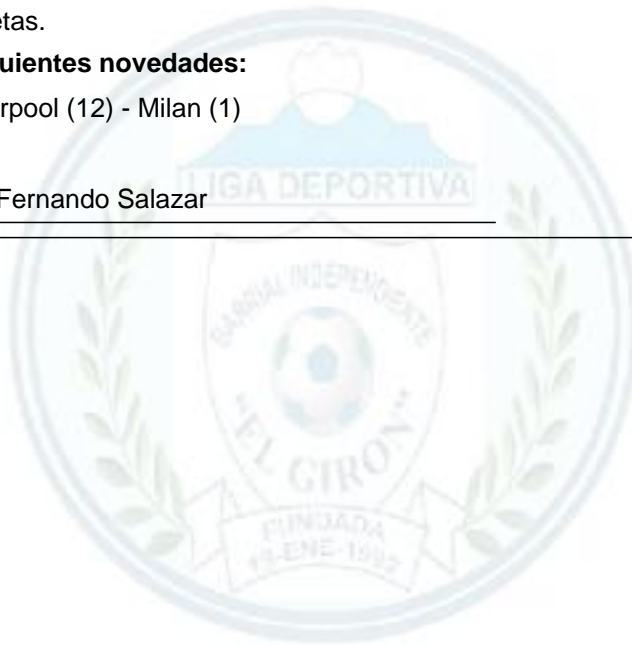 etas.
uientes novedades:
rpool (12) - Milan (1)
Fernando Salazar
LIGA DEPORTIVA
BARRIAL INDEPENDIENTE
"EL GIRON"
FUNDADA